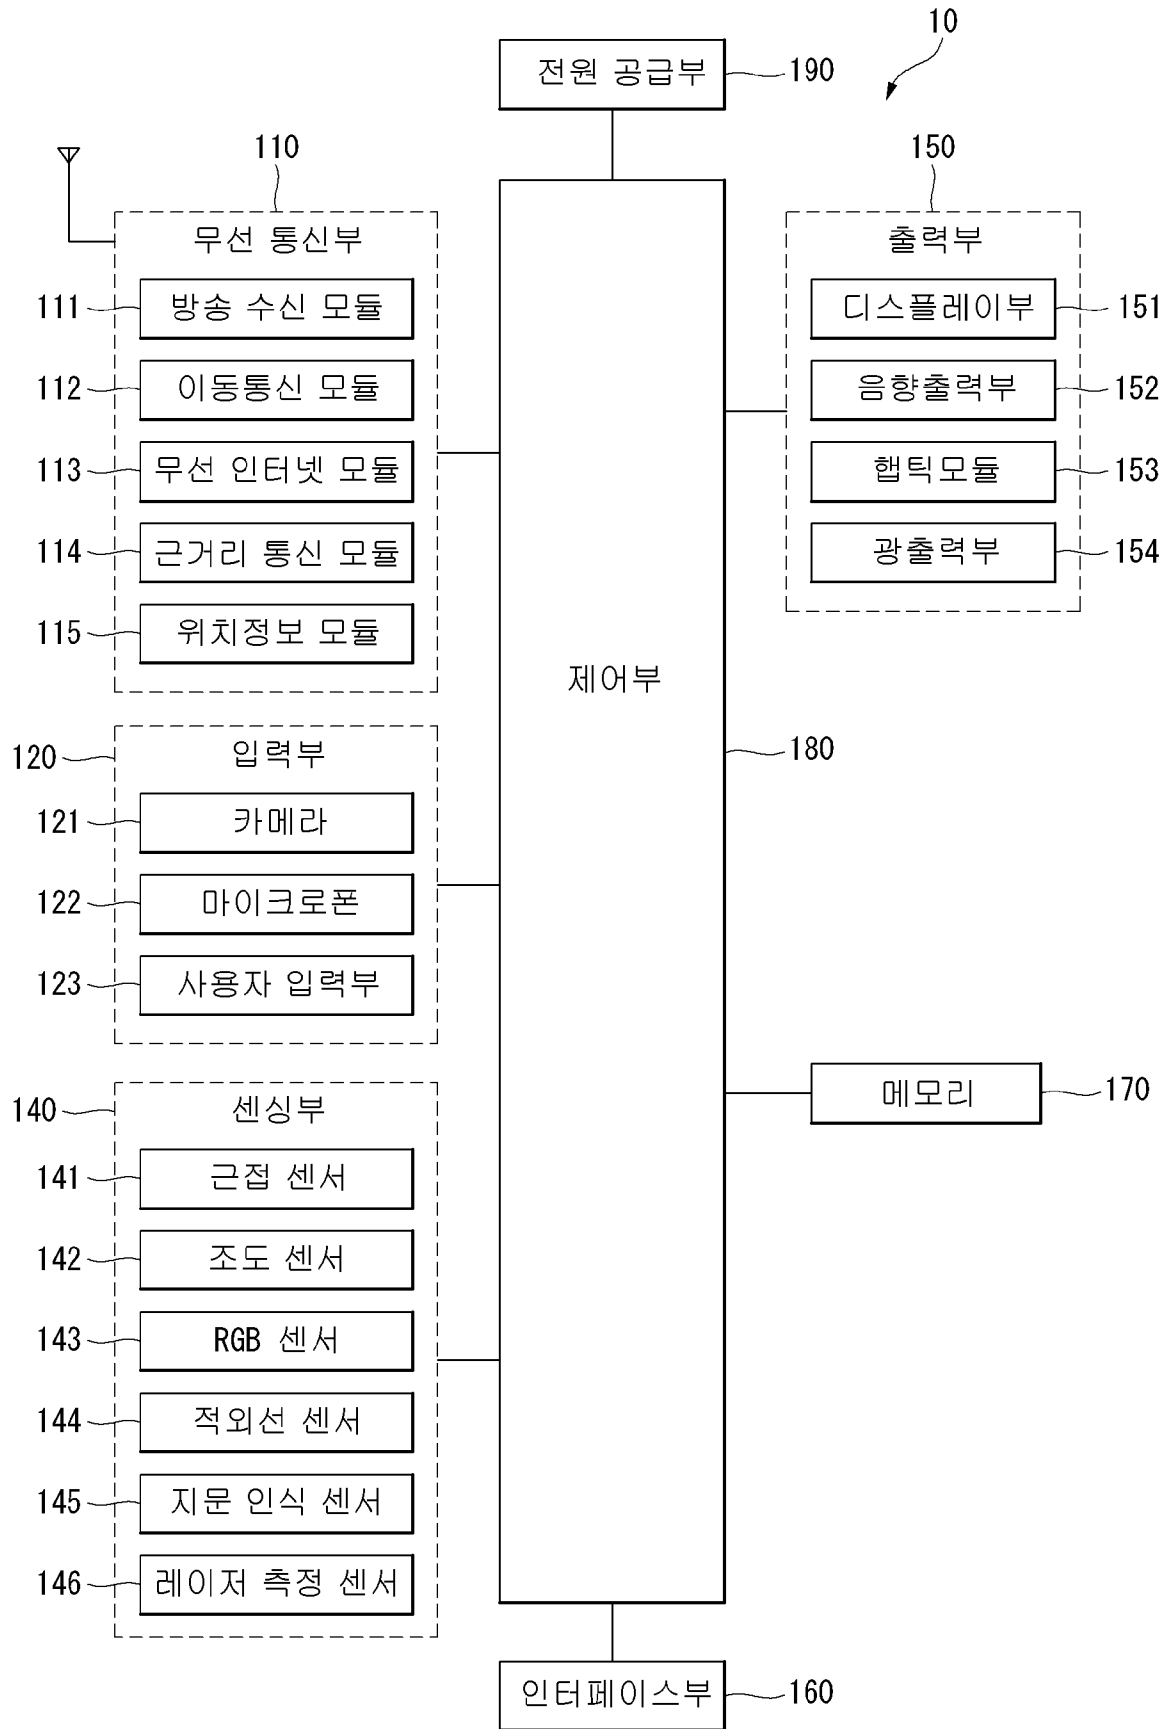 10
전원 공급부 190
110
무선 통신부
111 방송 수신 모듈
112 이동통신 모듈
113 무선 인터넷 모듈
114 근거리 통신 모듈
115 위치정보 모듈
120 입력부
121 카메라
122 마이크로폰
123 사용자 입력부
140 센싱부
141 근접 센서
142 조도 센서
143 RGB 센서
144 적외선 센서
145 지문 인식 센서
146 레이저 측정 센서
제어부
180
150
출력부
디스플레이부 151
음향출력부 152
햅틱모듈 153
광출력부 154
메모리 170
인터페이스부 160